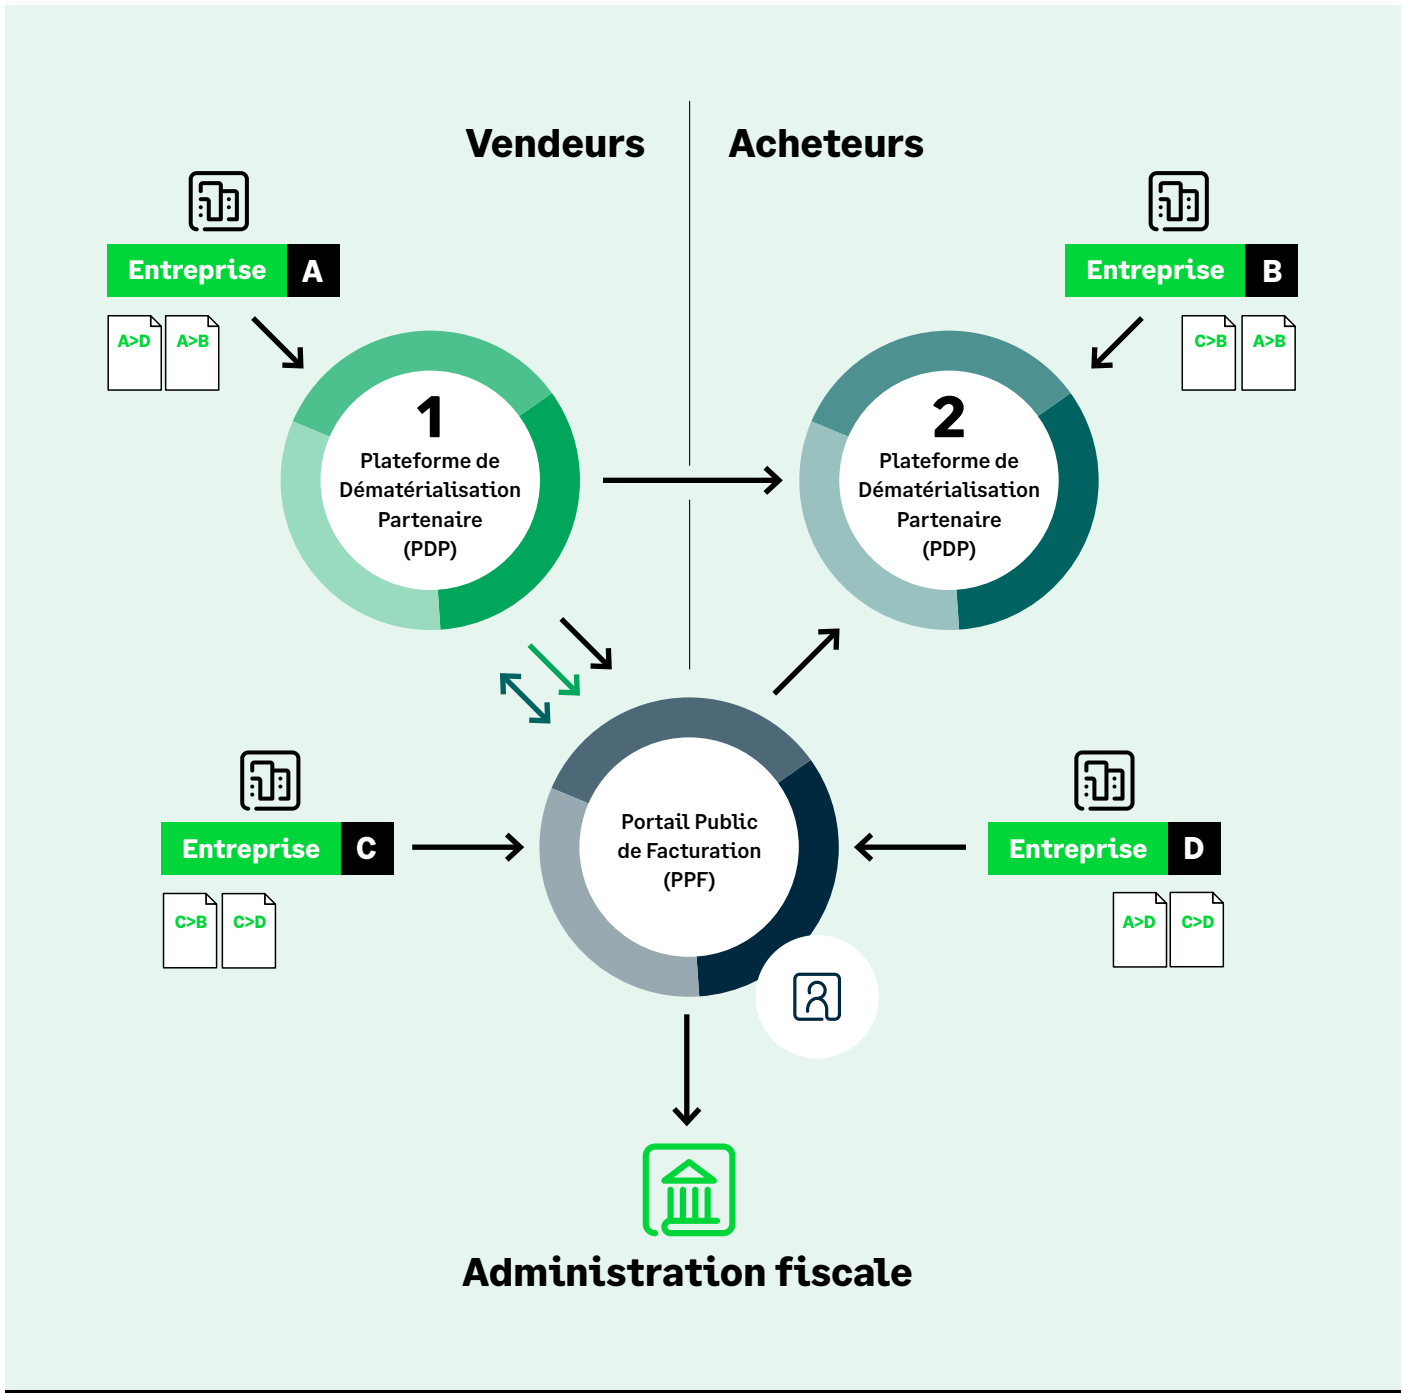 Vendeurs
Acheteurs
Entreprise A
Entreprise B
A>D
A>B
C>B
A>B
1
Plateforme de
Dématérialisation
Partenaire
(PDP)
2
Plateforme de
Dématérialisation
Partenaire
(PDP)
Entreprise C
C>B
C>D
Portail Public
de Facturation
(PPF)
Entreprise D
A>D
C>D
Administration fiscale